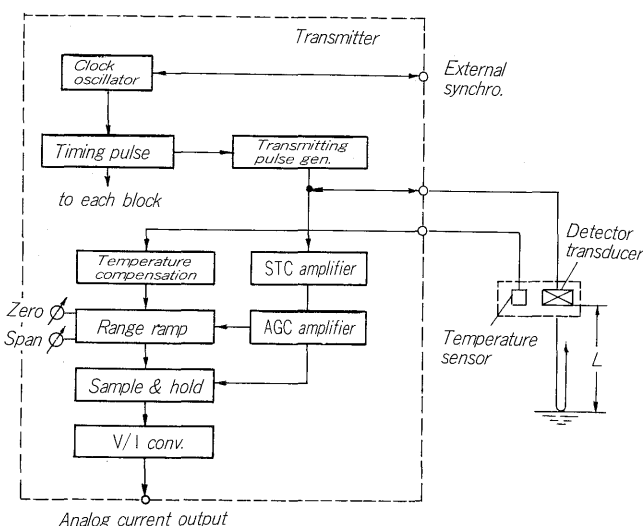 Transmitter
Clock
oscillator
External
synchro.
Timing pulse
Transmitting
pulse gen.
to each block
Detector
transducer
Temperature
compensation
STC amplifier
Zero
Span
Range ramp
AGC amplifier
Temperature
sensor
L
Sample & hold
V/I conv.
Analog current output